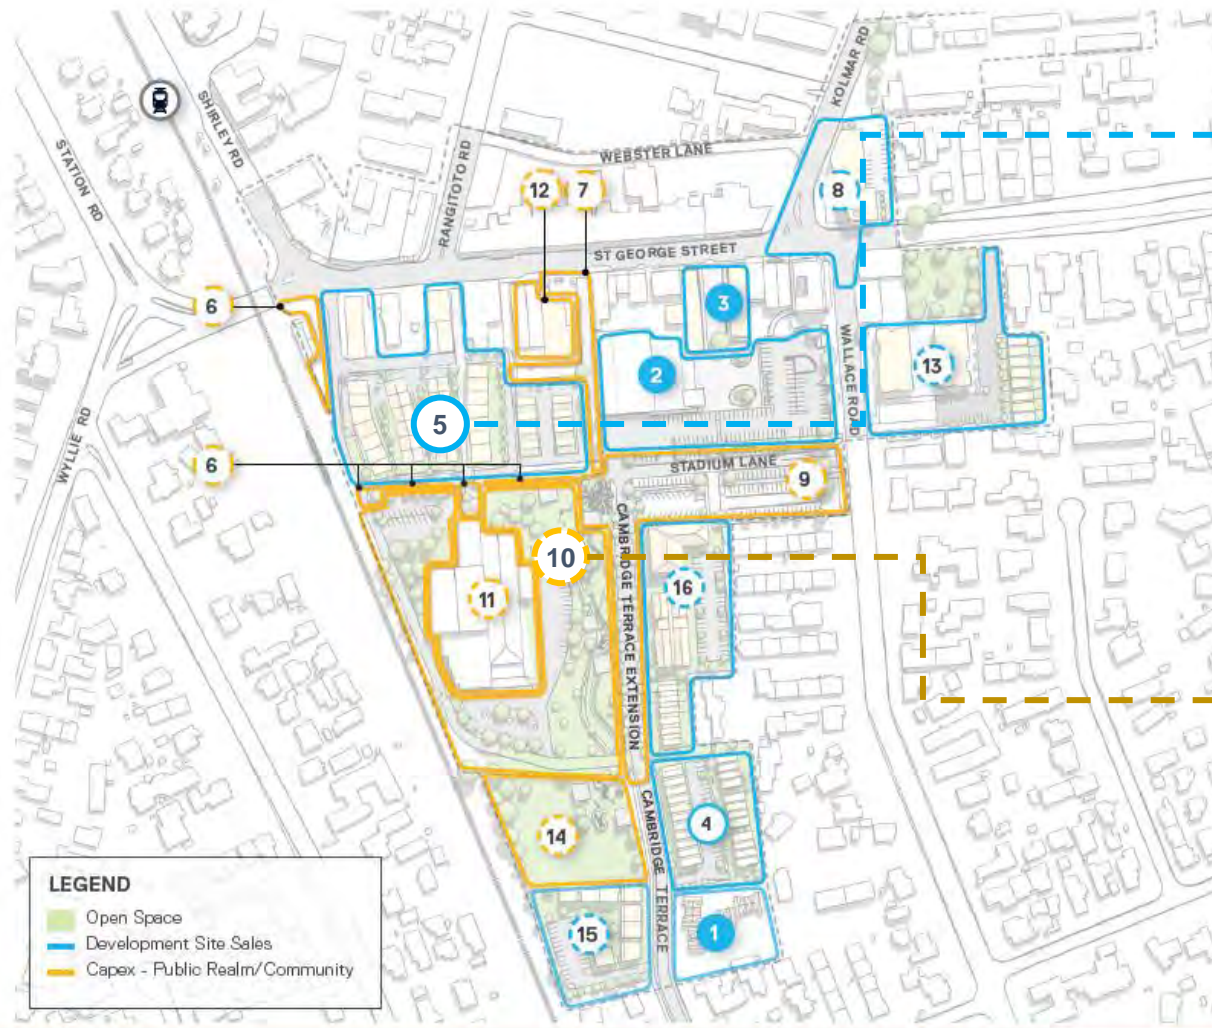 KOLMAR RD
SHIRLEY RD
STATION RD
RANGITOTO RD
WEBSTER LANE
12
7
8
ST GEORGE STREET
6
3
WALLACE ROAD
2
13
5
WYLLIE RD
6
STADIUM LANE
9
CAMBRIDGE TERRACE EXTENSION
10
16
11
CAMBRIDGE TERRACE
4
14
15
1
LEGEND
Open Space
Development Site Sales
Capex - Public Realm/Community